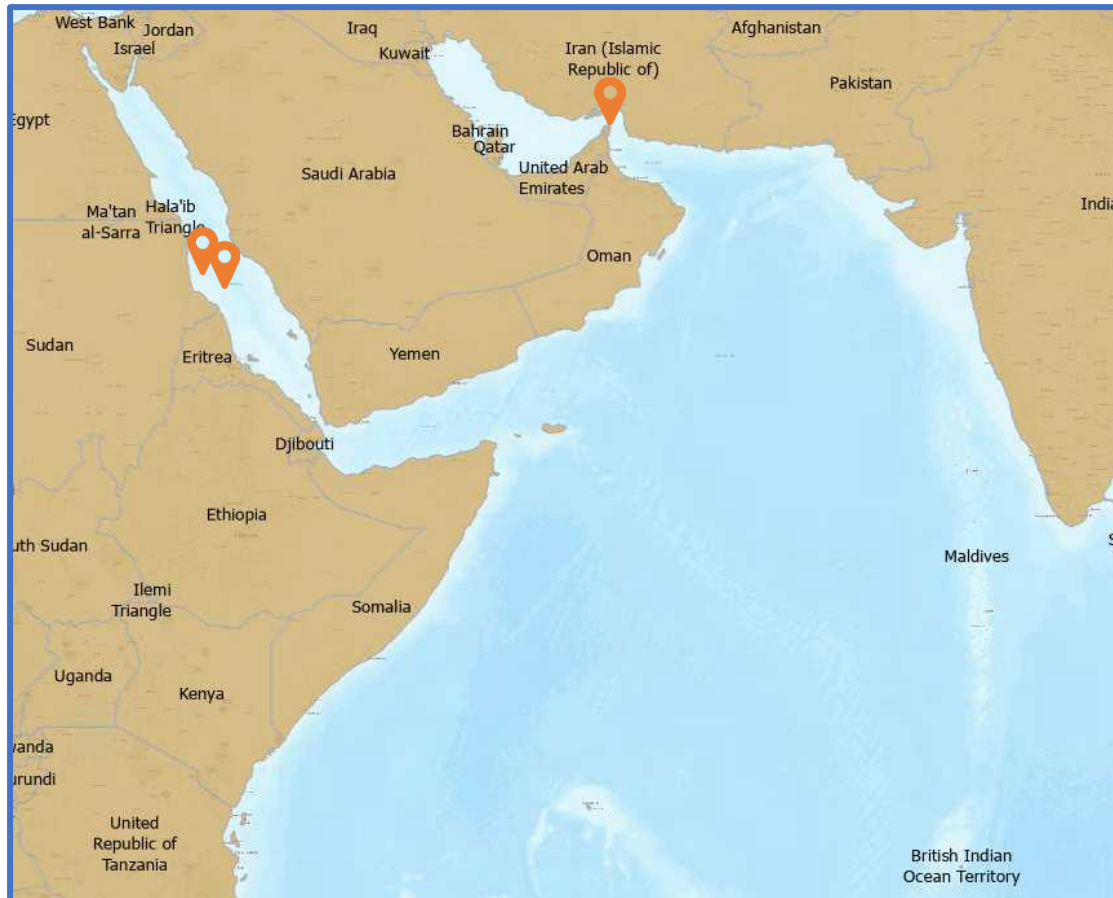 West Bank
Jordan
Israel
Iraq
Kuwait
Iran (Islamic
Republic of)
Afghanistan
Pakistan
Egypt
Bahrain
Qatar
Saudi Arabia
United Arab
Emirates
Ma'tan
al-Sarra
Hala'ib
Triangle
India
Oman
Sudan
Eritrea
Yemen
Djibouti
Ethiopia
uth Sudan
Maldives
S
Ilemi
Triangle
Somalia
Uganda
Kenya
wanda
urundi
United
Republic of
Tanzania
British Indian
Ocean Territory